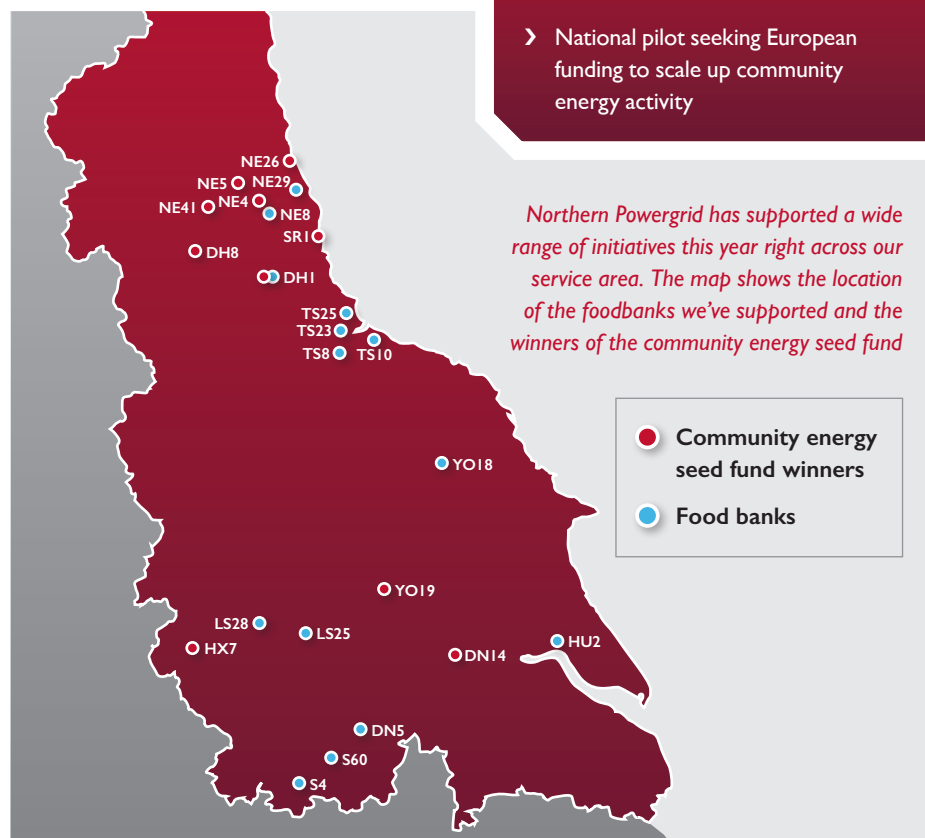 › National pilot seeking European
funding to scale up community
energy activity
Northern Powergrid has supported a wide
range of initiatives this year right across our
service area. The map shows the location
of the foodbanks we’ve supported and the
winners of the community energy seed fund
Community energy
seed fund winners
Food banks
NE26
NE5
NE29
NE41
NE4
NE8
SR1
DH8
DH1
TS25
TS23
TS8
TS10
YO18
YO19
LS28
LS25
HX7
DN14
HU2
DN5
S60
S4